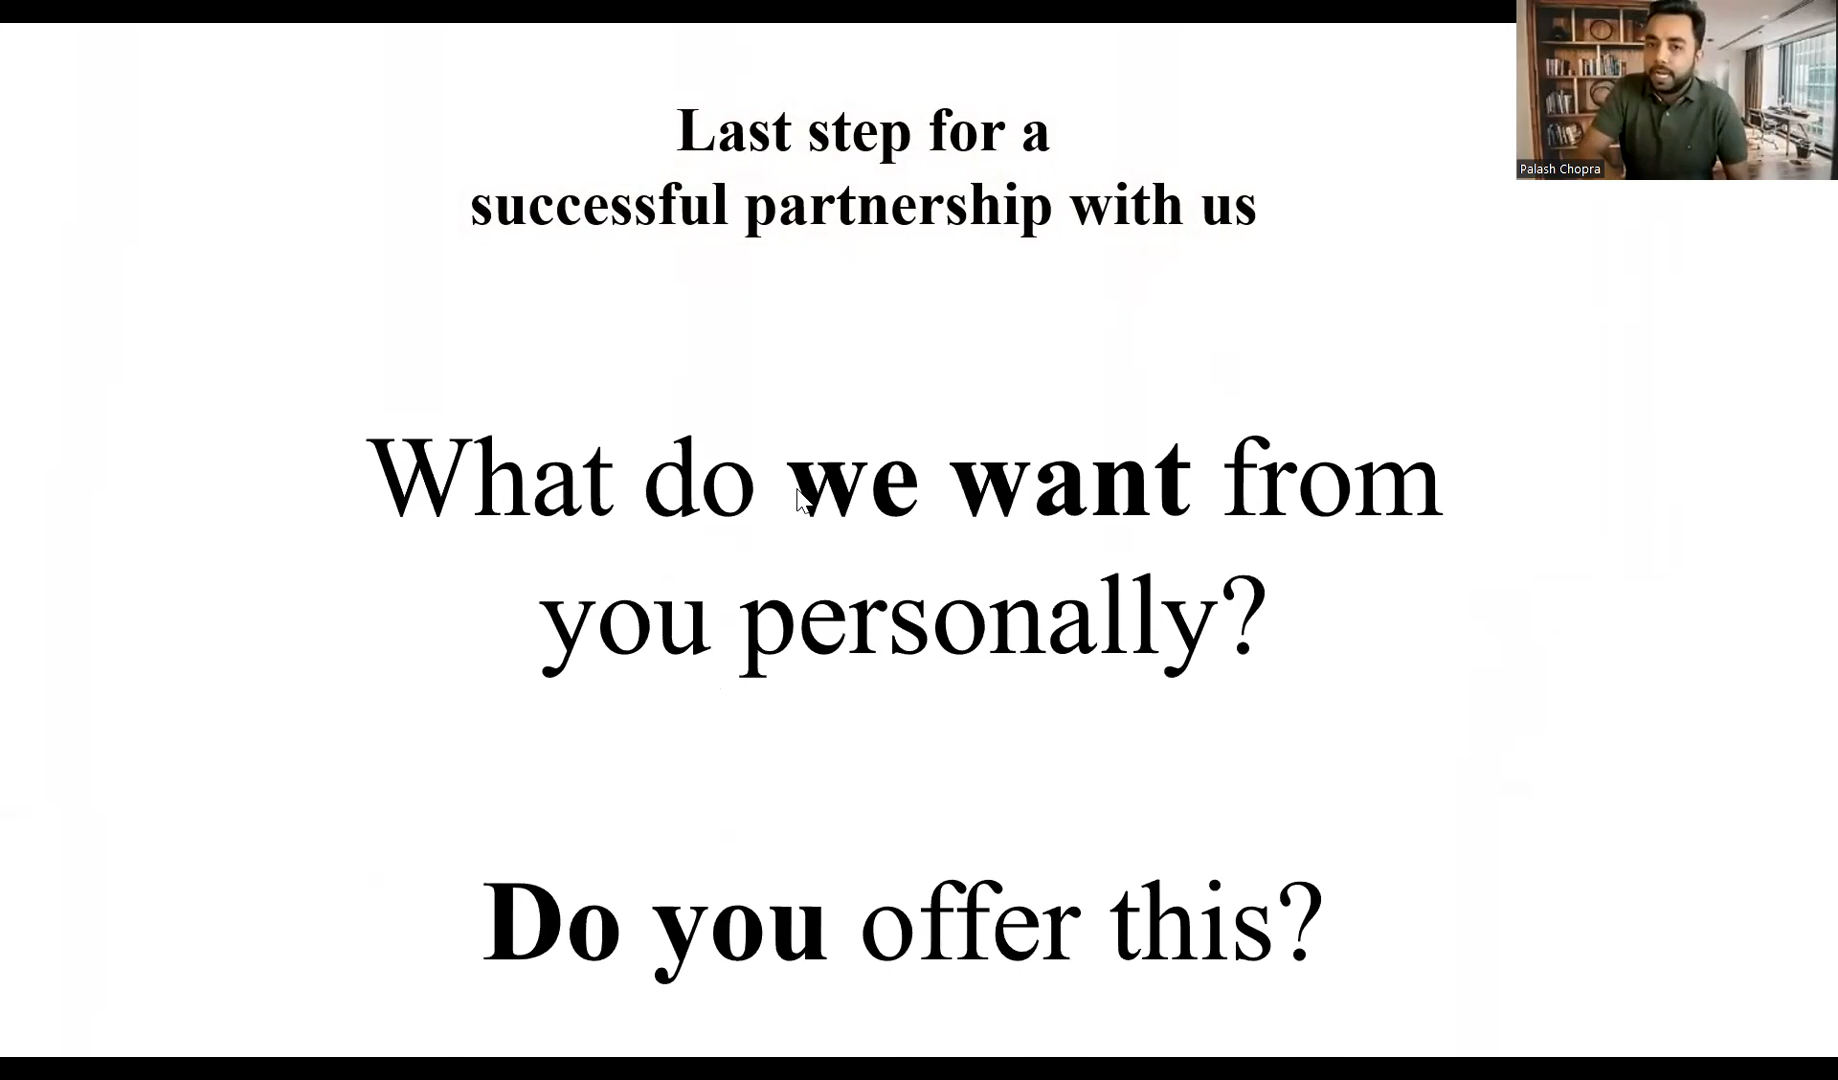 Last step for a
successful partnership with us
Palash Chopra
What do we want from
you personally?
Do you offer this?